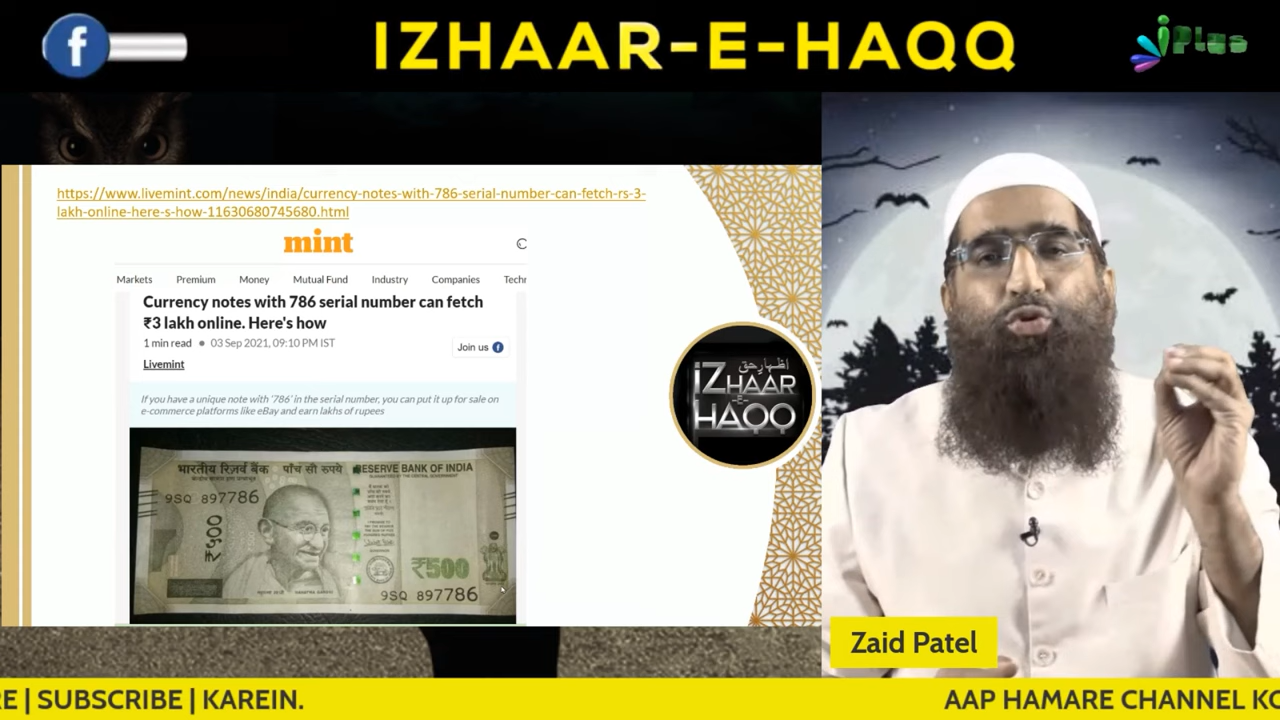 f
IZHAAR-E-HAQQ
iPlus
https://www.livemint.com/news/india/currency-notes-with-786-serial-number-can-fetch-rs-3-
lakh-online-here-s-how-11630680745680.html
mint
Markets Premium Money Mutual Fund Industry Companies Techr
Currency notes with 786 serial number can fetch
₹3 lakh online. Here's how
1 min read • 03 Sep 2021, 09:10 PM IST
Join us f
Livemint
If you have a unique note with '786' in the serial number, you can put it up for sale on
e-commerce platforms like eBay and earn lakhs of rupees
भारतीय रिज़र्व बैंक पाँच सौ रुपये RESERVE BANK OF INDIA
9SQ 897786
₹500
₹500
9SQ 897786
اظہارِ حق
IZHAAR
-E-
HAQQ
Zaid Patel
RE | SUBSCRIBE | KAREIN. AAP HAMARE CHANNEL KO